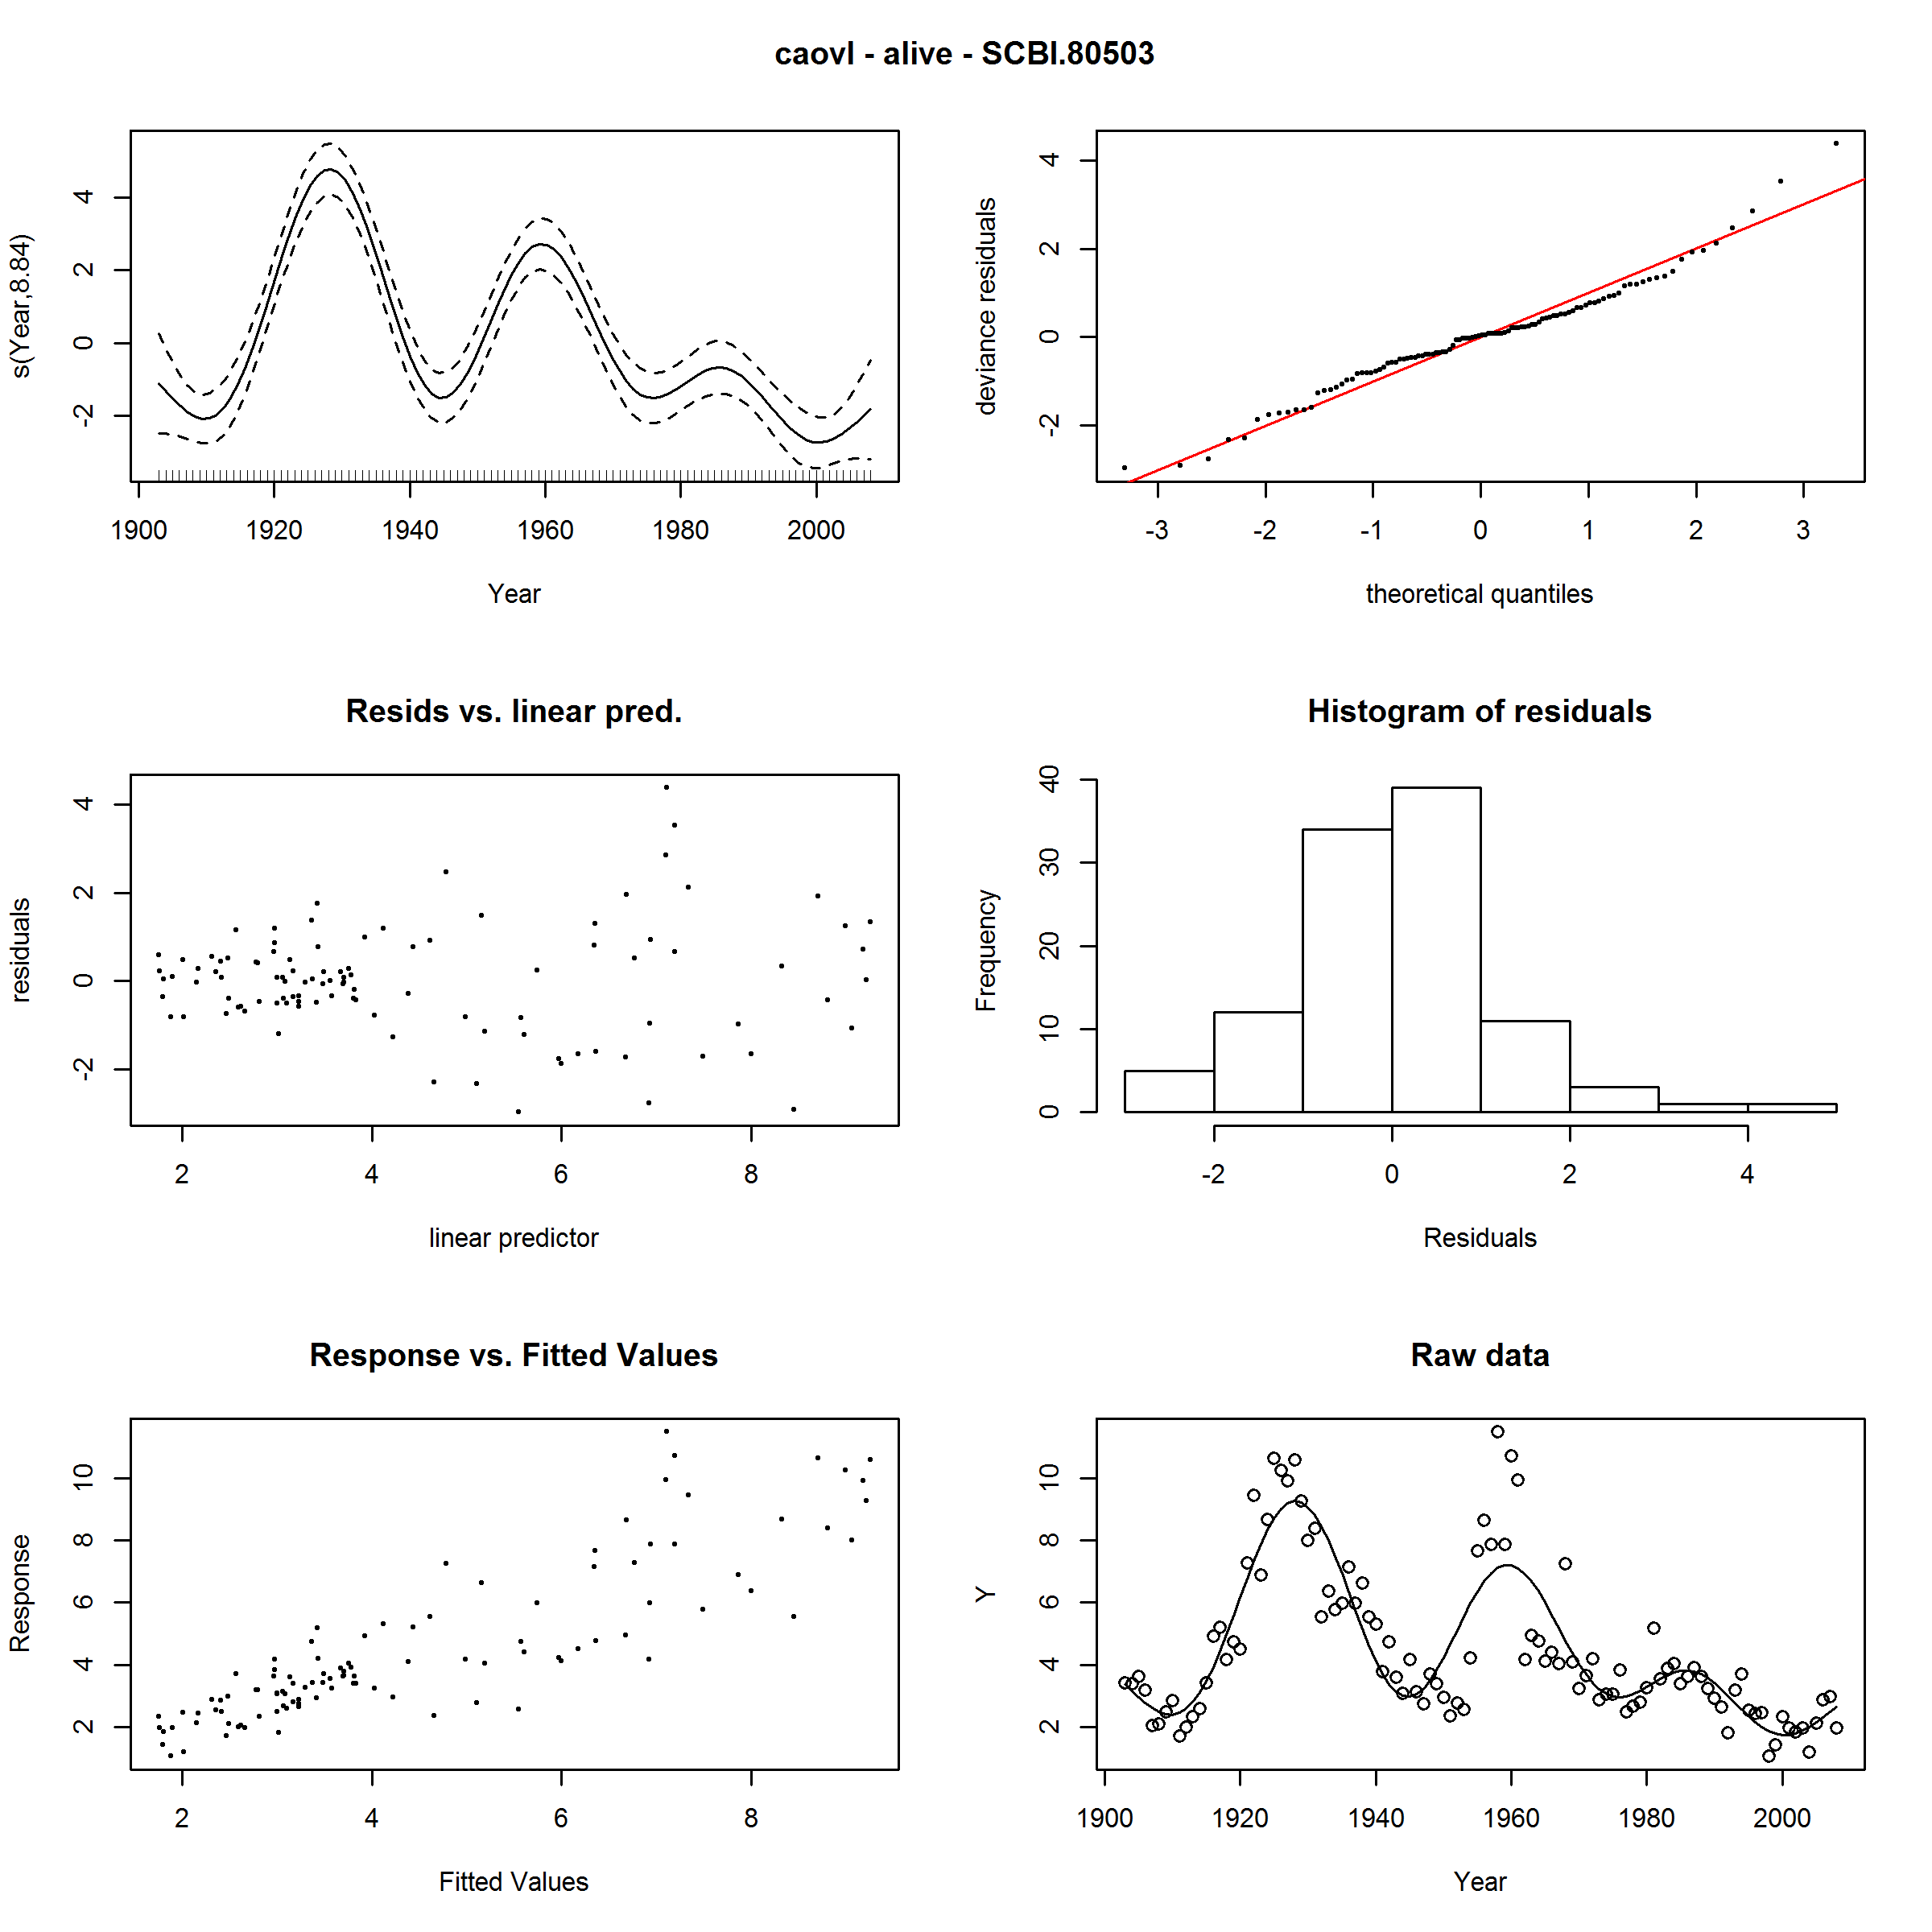 caovl - alive - SCBI.80503
s(Year,8.84)
-2 0 2 4
1900 1920 1940 1960 1980 2000
Year
deviance residuals
-2 0 2 4
-3 -2 -1 0 1 2 3
theoretical quantiles
Resids vs. linear pred.
residuals
-2 0 2 4
2 4 6 8
linear predictor
Histogram of residuals
Frequency
0 10 20 30 40
-2 0 2 4
Residuals
Response vs. Fitted Values
Response
2 4 6 8 10
2 4 6 8
Fitted Values
Raw data
Y
2 4 6 8 10
1900 1920 1940 1960 1980 2000
Year